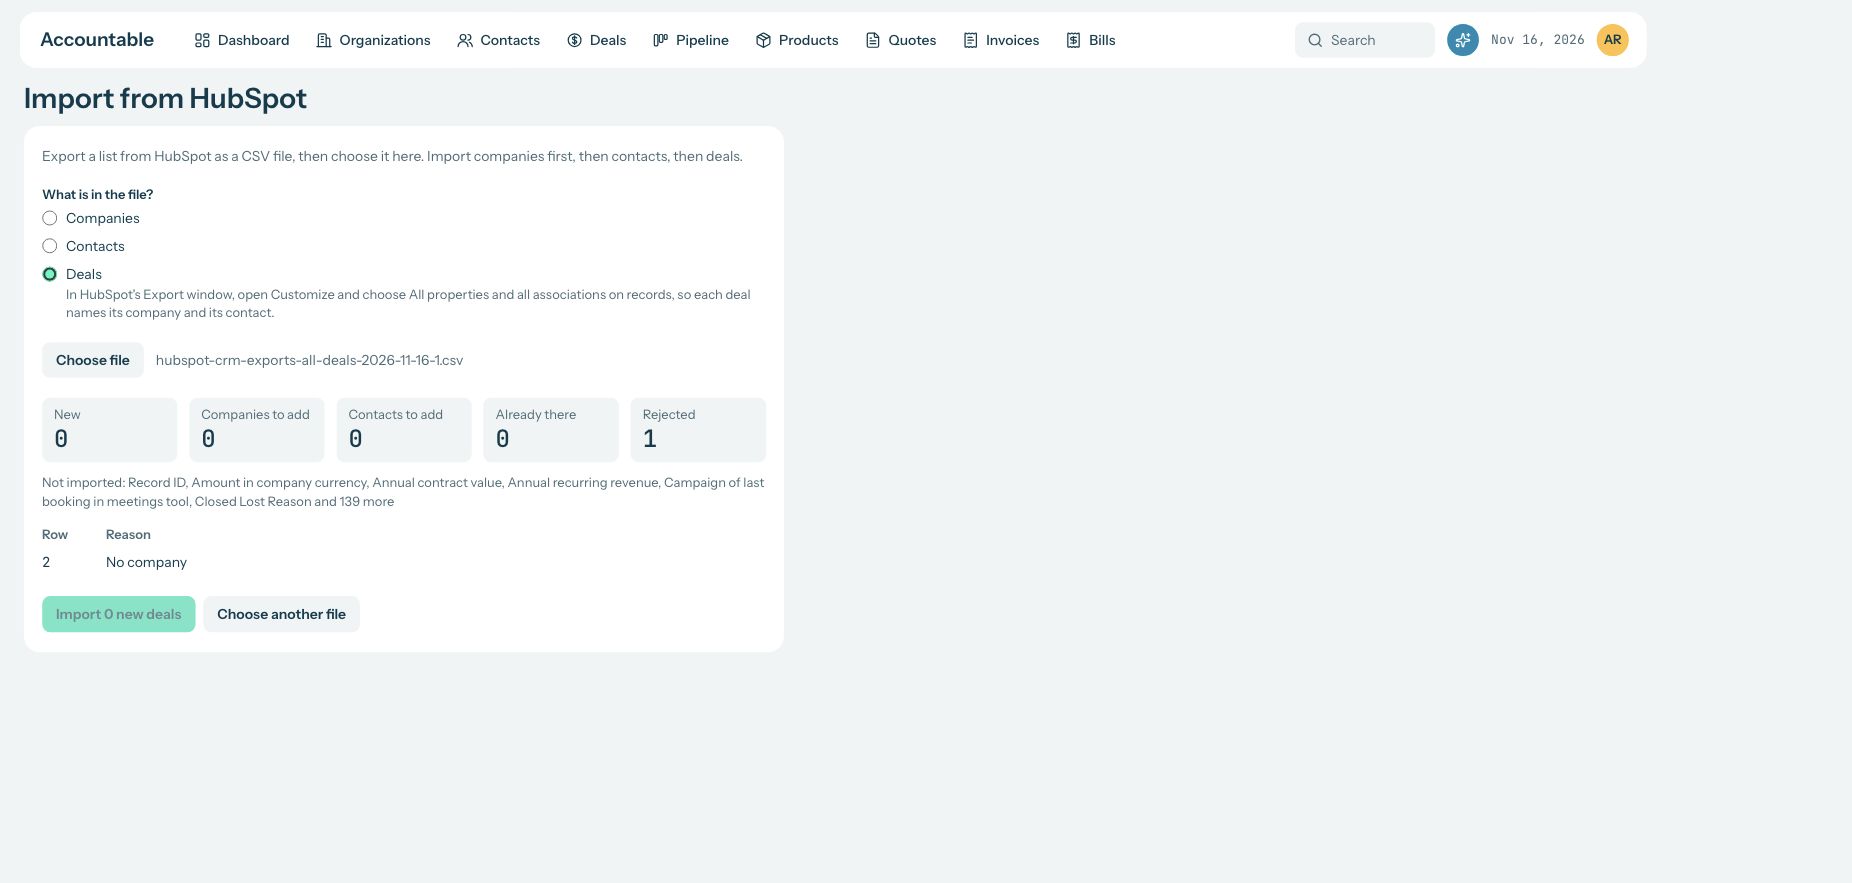 Accountable
Dashboard
Organizations
Contacts
Deals
Pipeline
Products
Quotes
Invoices
Bills
Search
Nov 16, 2026
AR
Import from HubSpot
Export a list from HubSpot as a CSV file, then choose it here. Import companies first, then contacts, then deals.
What is in the file?
Companies
Contacts
Deals
In HubSpot's Export window, open Customize and choose All properties and all associations on records, so each deal
names its company and its contact.
Choose file
hubspot-crm-exports-all-deals-2026-11-16-1.csv
New
0
Companies to add
0
Contacts to add
0
Already there
0
Rejected
1
Not imported: Record ID, Amount in company currency, Annual contract value, Annual recurring revenue, Campaign of last
booking in meetings tool, Closed Lost Reason and 139 more
Row Reason
2 No company
Import 0 new deals
Choose another file